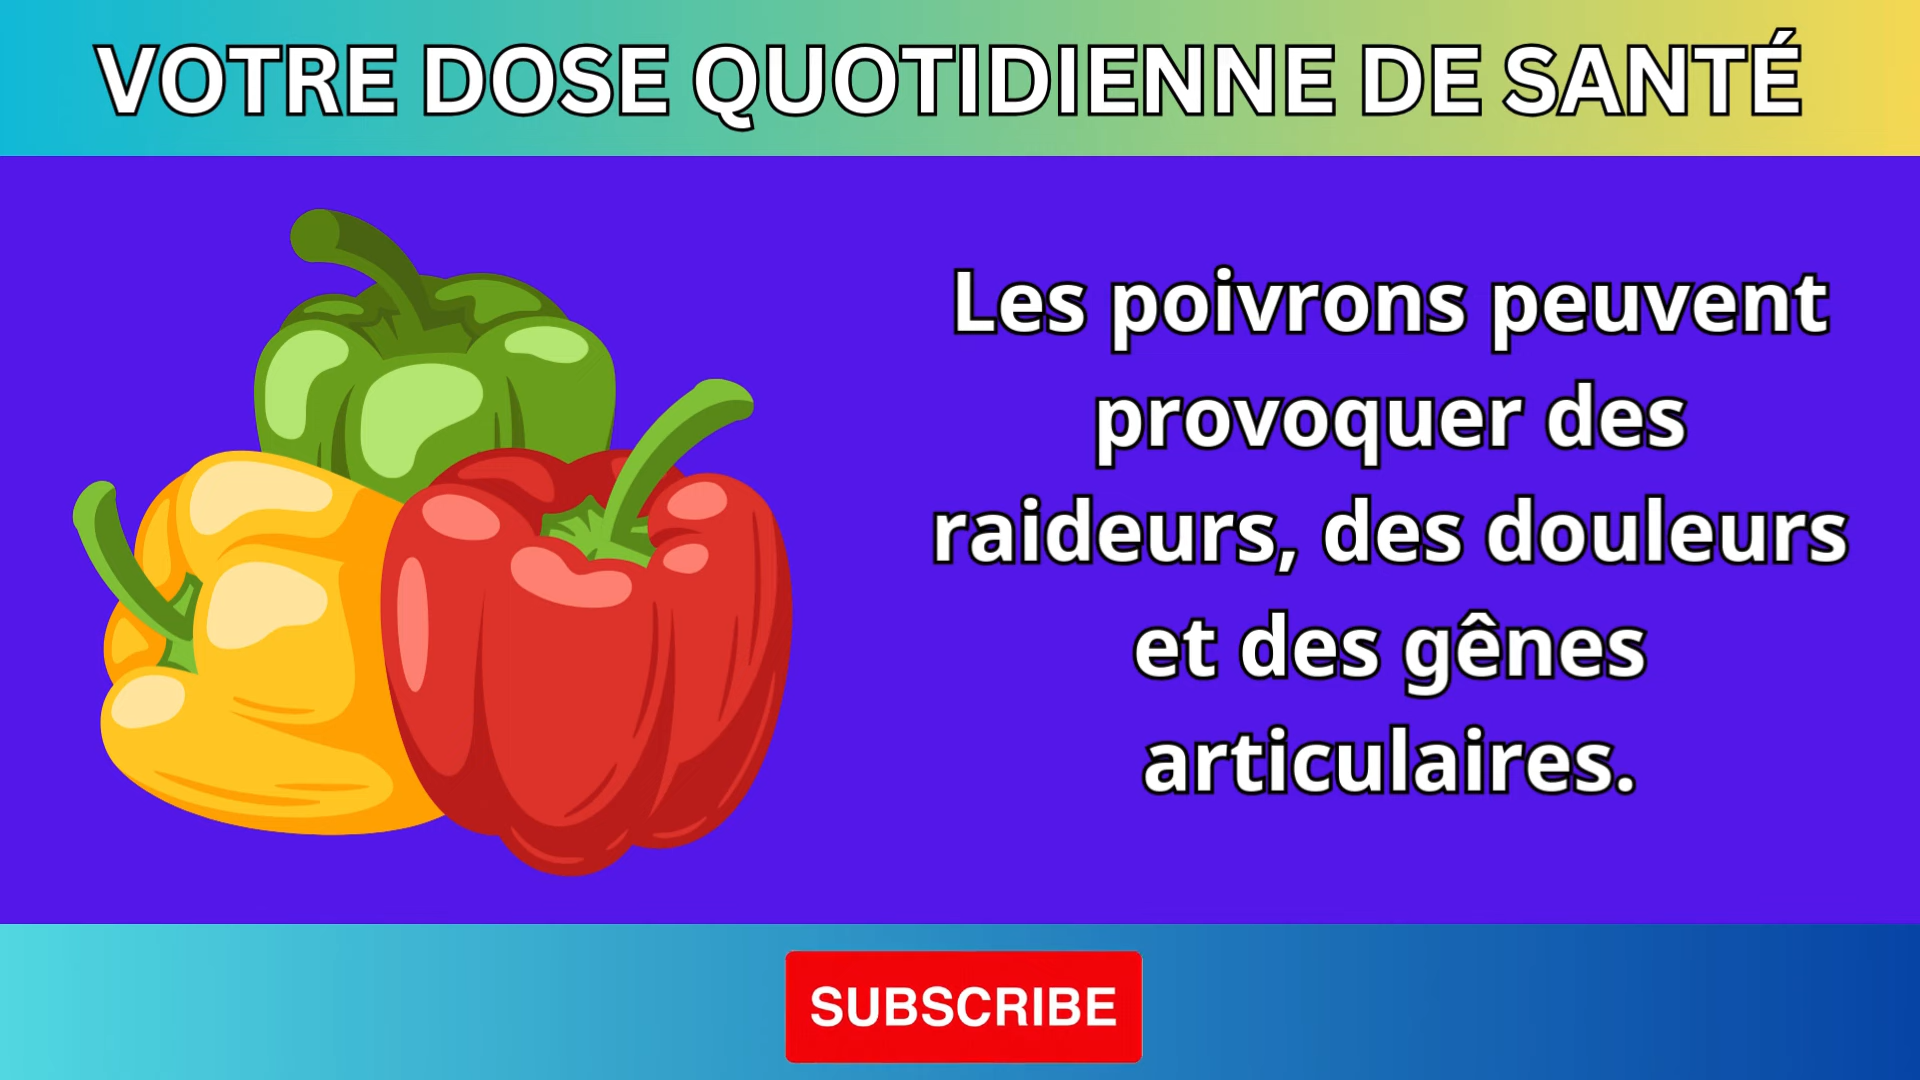 VOTRE DOSE QUOTIDIENNE DE SANTÉ
Les poivrons peuvent
provoquer des
raideurs, des douleurs
et des gênes
articulaires.
SUBSCRIBE